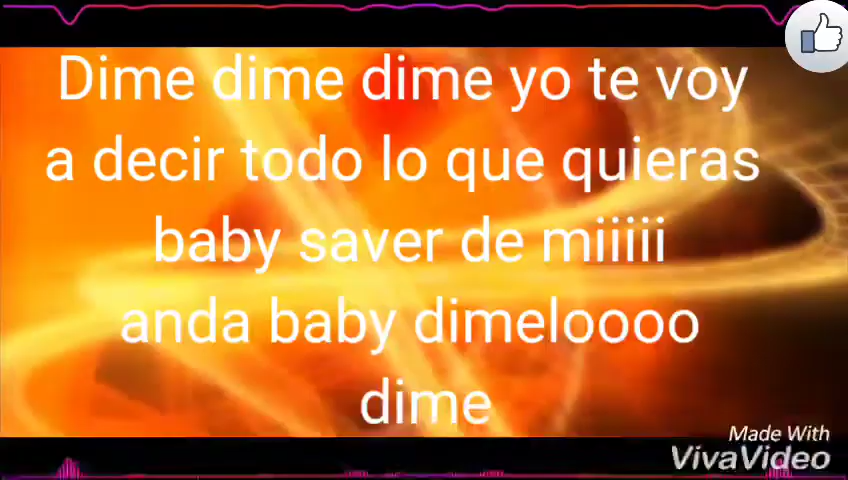 Dime dime dime yo te voy
a decir todo lo que quieras
baby saver de miiiii
anda baby dimeloooo
dime
Made With
VivaVideo